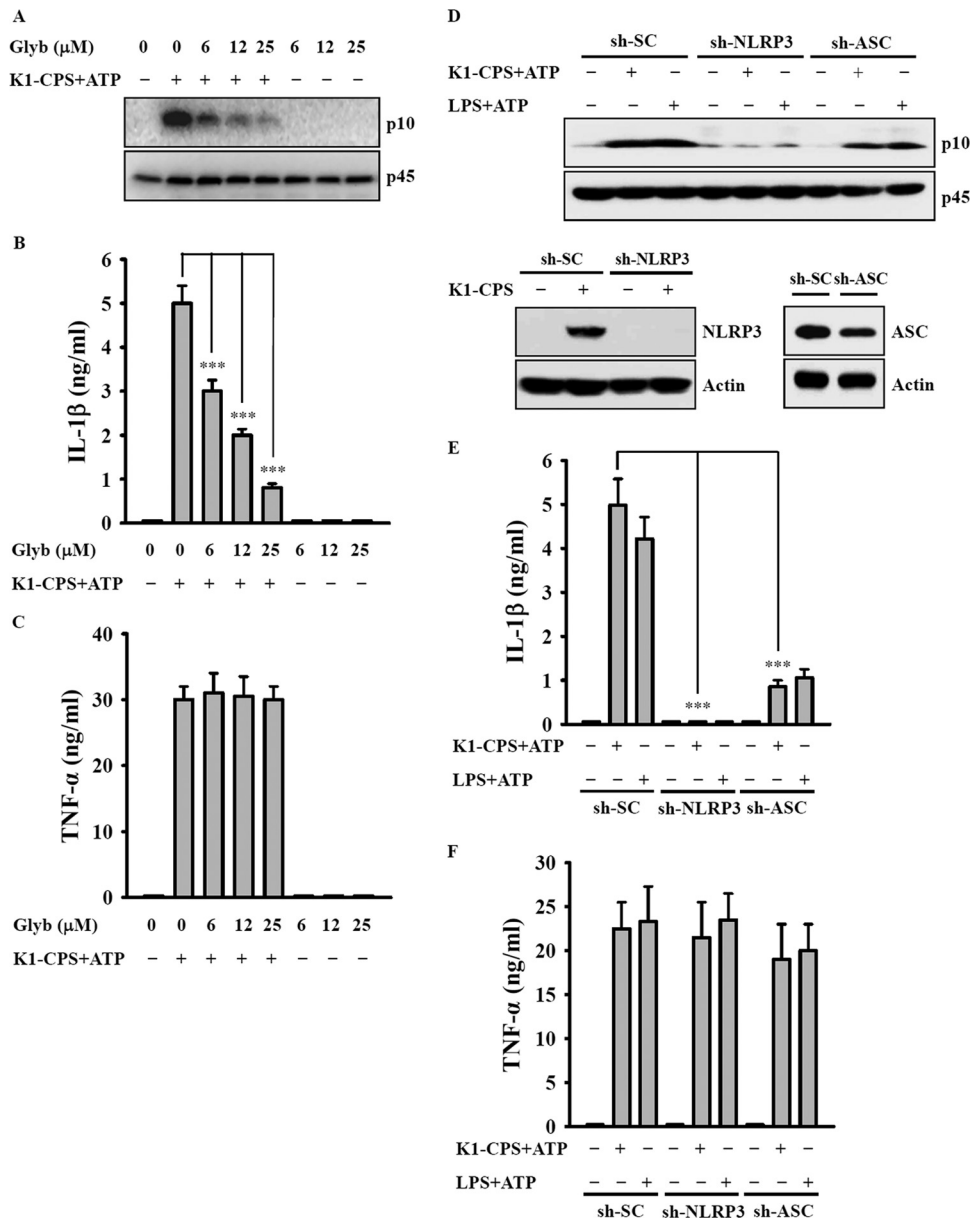 A
Glyb (μM) 0 0 6 12 25 6 12 25
K1-CPS+ATP − + + + + − − −
p10
p45
B
6
5
4
3
2
1
0
IL-1β (ng/ml)
***
***
***
Glyb (μM) 0 0 6 12 25 6 12 25
K1-CPS+ATP − + + + + − − −
C
40
30
20
10
0
TNF-α (ng/ml)
Glyb (μM) 0 0 6 12 25 6 12 25
K1-CPS+ATP − + + + + − − −
D
sh-SC sh-NLRP3 sh-ASC
K1-CPS+ATP − + − − + − − + −
LPS+ATP − − + − − + − − +
p10
p45
sh-SC sh-NLRP3
K1-CPS − + − +
NLRP3
Actin
sh-SC sh-ASC
ASC
Actin
E
6
5
4
3
2
1
0
IL-1β (ng/ml)
***
***
K1-CPS+ATP − + − − + − − + −
LPS+ATP − − + − − + − − +
sh-SC sh-NLRP3 sh-ASC
F
30
25
20
15
10
5
0
TNF-α (ng/ml)
K1-CPS+ATP − + − − + − − + −
LPS+ATP − − + − − + − − +
sh-SC sh-NLRP3 sh-ASC